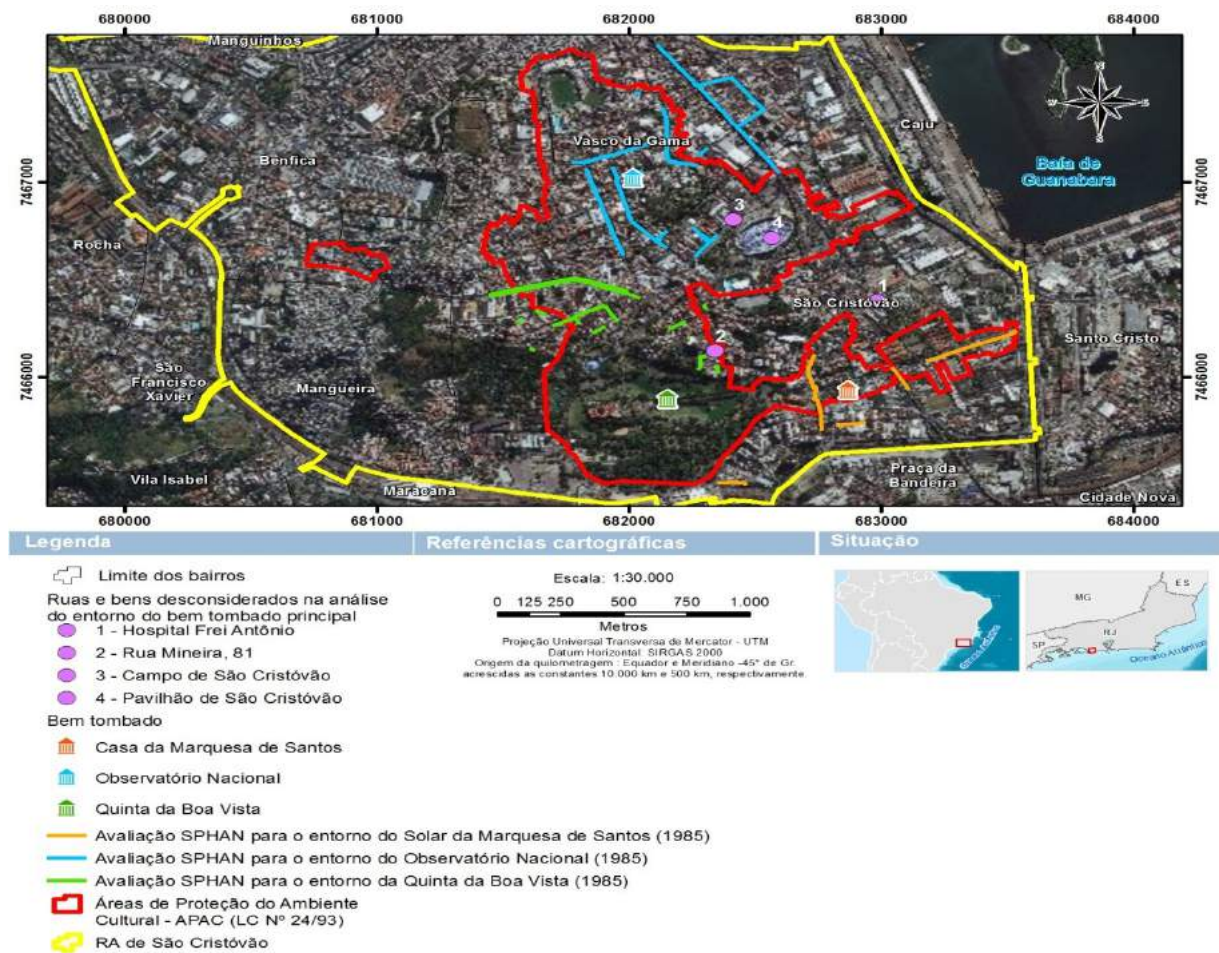 680000 681000 682000 683000 684000
Manguinhos
Caju
Vasco da Gama
Benfica
Baía de
Guanabara
7467000 7467000
3
4
Rocha
1
São Cristóvão
Santo Cristo
2
São
Francisco
Xavier
Mangueira
7466000 7466000
Vila Isabel
Maracanã
Praça da
Bandeira
Cidade Nova
680000 681000 682000 683000 684000
N
W E
S
Legenda
Limite dos bairros
Ruas e bens desconsiderados na análise
do entorno do bem tombado principal
1 - Hospital Frei Antônio
2 - Rua Mineira, 81
3 - Campo de São Cristóvão
4 - Pavilhão de São Cristóvão
Bem tombado
Casa da Marquesa de Santos
Observatório Nacional
Quinta da Boa Vista
Avaliação SPHAN para o entorno do Solar da Marquesa de Santos (1985)
Avaliação SPHAN para o entorno do Observatório Nacional (1985)
Avaliação SPHAN para o entorno da Quinta da Boa Vista (1985)
Áreas de Proteção do Ambiente
Cultural - APAC (LC Nº 24/93)
RA de São Cristóvão
Referências cartográficas
Escala: 1:30.000
0 125 250 500 750 1.000
Metros
Projeção Universal Transversa de Mercator - UTM
Datum Horizontal: SIRGAS 2000
Origem da quilometragem : Equador e Meridiano -45° de Gr.
acrescidas as constantes 10.000 km e 500 km, respectivamente
Situação
Oceano Atlântico
MG
ES
RJ
SP
Oceano Atlântico